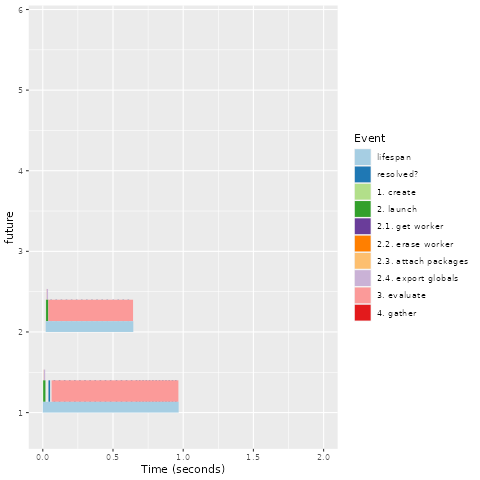 6
5
4
3
2
1
future
0.0 0.5 1.0 1.5 2.0
Time (seconds)
Event
lifespan
resolved?
1. create
2. launch
2.1. get worker
2.2. erase worker
2.3. attach packages
2.4. export globals
3. evaluate
4. gather